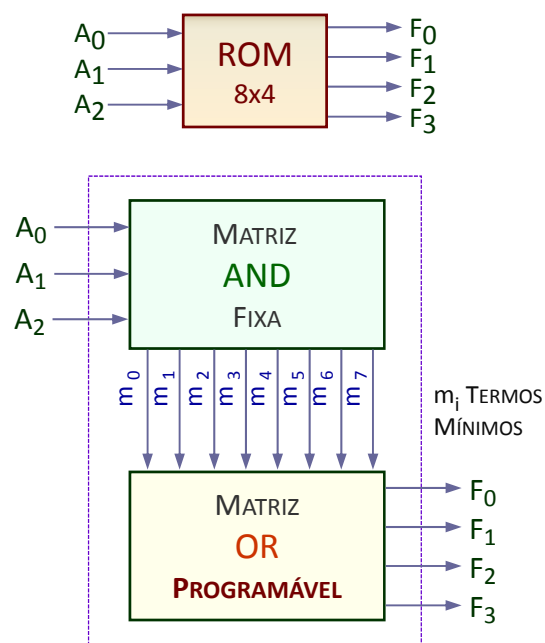 A0
A1
A2
ROM
8x4
F0
F1
F2
F3
A0
A1
A2
MATRIZ
AND
FIXA
m0 m1 m2 m3 m4 m5 m6 m7
mi TERMOS
MÍNIMOS
MATRIZ
OR
PROGRAMÁVEL
F0
F1
F2
F3